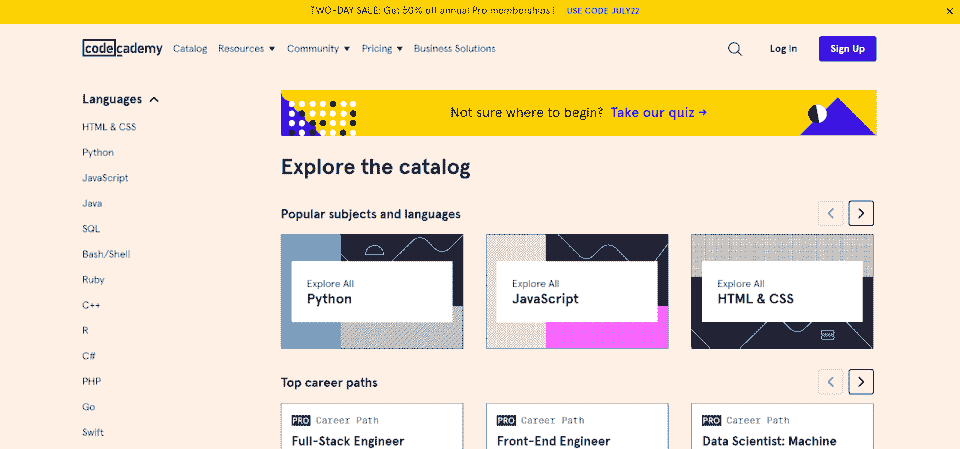 TWO-DAY SALE: Get 50% off annual Pro memberships! USE CODE JULY22
codecademy Catalog Resources Community Pricing Business Solutions Log In Sign Up
Languages
HTML & CSS
Python
JavaScript
Java
SQL
Bash/Shell
Ruby
C++
R
C#
PHP
Go
Swift
Not sure where to begin? Take our quiz →
Explore the catalog
Popular subjects and languages
Explore All
Python
Explore All
JavaScript
Explore All
HTML & CSS
Top career paths
PRO Career Path
Full-Stack Engineer
PRO Career Path
Front-End Engineer
PRO Career Path
Data Scientist: Machine